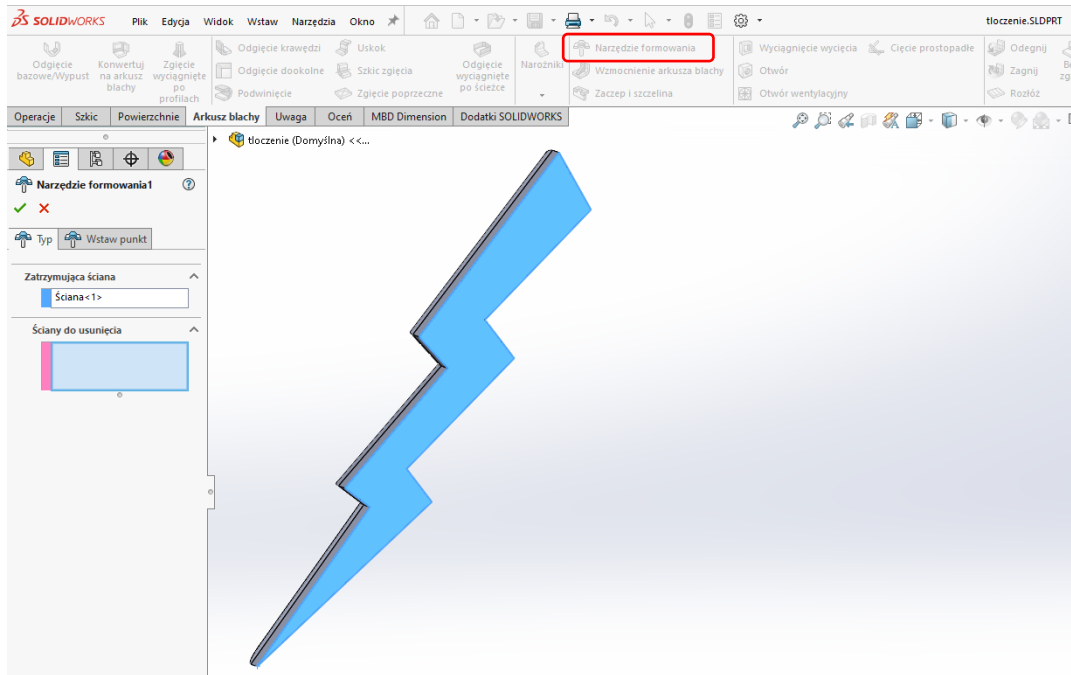 SOLIDWORKS Plik Edycja Widok Wstaw Narzędzia Okno tłoczenie.SLDPRT
Odgięcie bazowe/Wypust
Konwertuj na arkusz blachy
Zgięcie wyciągnięte po profilach
Odgięcie krawędzi
Odgięcie dookolne
Podwinięcie
Uskok
Szkic zgięcia
Zgięcie poprzeczne
Odgięcie wyciągnięte po ścieżce
Narożniki
Narzędzie formowania
Wzmocnienie arkusza blachy
Zaczep i szczelina
Wyciągnięcie wycięcia
Otwór
Otwór wentylacyjny
Cięcie prostopadłe
Odegnij
Zagnij
Rozłóż
Operacje Szkic Powierzchnie Arkusz blachy Uwaga Oceń MBD Dimension Dodatki SOLIDWORKS
tłoczenie (Domyślna) <<...
Narzędzie formowania1
Typ Wstaw punkt
Zatrzymująca ściana
Ściana<1>
Ściany do usunięcia